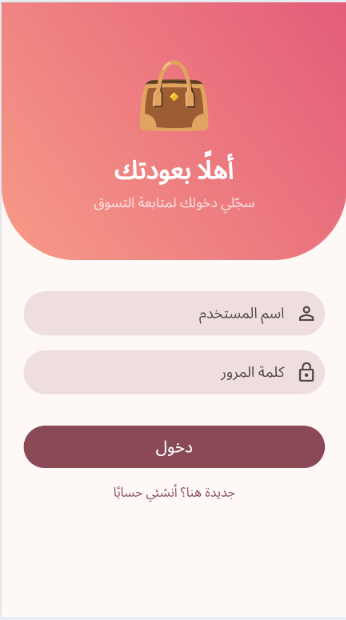 أهلًا بعودتك
سجّلي دخولك لمتابعة التسوق
اسم المستخدم
كلمة المرور
دخول
جديدة هنا؟ أنشئي حسابًا